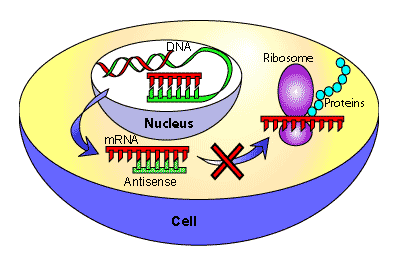 DNA
Ribosome
Proteins
Nucleus
mRNA
Antisense
Cell